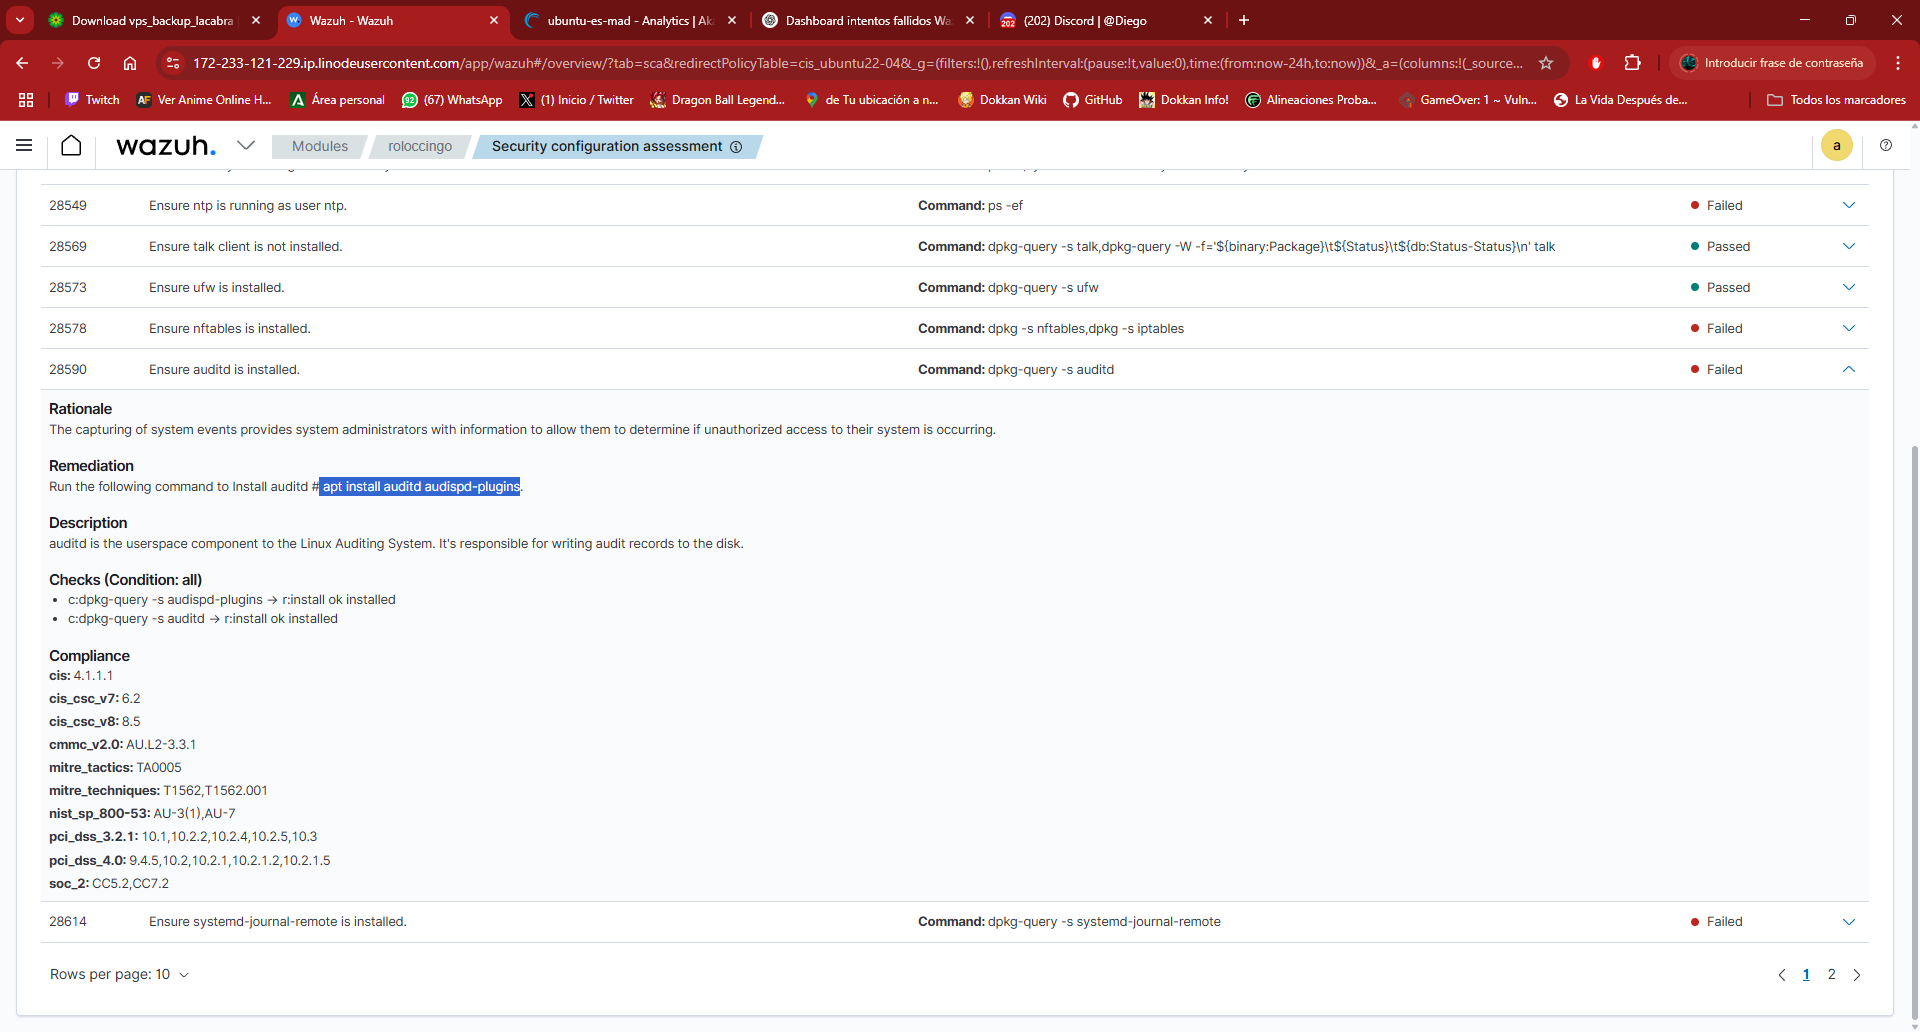 Download vps_backup_lacabra
Wazuh - Wazuh
ubuntu-es-mad - Analytics | Ak
Dashboard intentos fallidos Wa
(202) Discord | @Diego
172-233-121-229.ip.linodeusercontent.com/app/wazuh#/overview/?tab=sca&redirectPolicyTable=cis_ubuntu22-04&_g=(filters:!(),refreshInterval:(pause:!t,value:0),time:(from:now-24h,to:now))&_a=(columns:!(_source...
Introducir frase de contraseña
Twitch
Ver Anime Online H...
Área personal
(67) WhatsApp
(1) Inicio / Twitter
Dragon Ball Legend...
de Tu ubicación a n...
Dokkan Wiki
GitHub
Dokkan Info!
Alineaciones Proba...
GameOver: 1 ~ Vuln...
La Vida Después de...
Todos los marcadores
wazuh.
Modules
roloccingo
Security configuration assessment
a
28549 Ensure ntp is running as user ntp. Command: ps -ef Failed
28569 Ensure talk client is not installed. Command: dpkg-query -s talk,dpkg-query -W -f='${binary:Package}\t${Status}\t${db:Status-Status}\n' talk Passed
28573 Ensure ufw is installed. Command: dpkg-query -s ufw Passed
28578 Ensure nftables is installed. Command: dpkg -s nftables,dpkg -s iptables Failed
28590 Ensure auditd is installed. Command: dpkg-query -s auditd Failed
Rationale
The capturing of system events provides system administrators with information to allow them to determine if unauthorized access to their system is occurring.
Remediation
Run the following command to Install auditd # apt install auditd audispd-plugins.
Description
auditd is the userspace component to the Linux Auditing System. It's responsible for writing audit records to the disk.
Checks (Condition: all)
• c:dpkg-query -s audispd-plugins → r:install ok installed
• c:dpkg-query -s auditd → r:install ok installed
Compliance
cis: 4.1.1.1
cis_csc_v7: 6.2
cis_csc_v8: 8.5
cmmc_v2.0: AU.L2-3.3.1
mitre_tactics: TA0005
mitre_techniques: T1562,T1562.001
nist_sp_800-53: AU-3(1),AU-7
pci_dss_3.2.1: 10.1,10.2.2,10.2.4,10.2.5,10.3
pci_dss_4.0: 9.4.5,10.2,10.2.1,10.2.1.2,10.2.1.5
soc_2: CC5.2,CC7.2
28614 Ensure systemd-journal-remote is installed. Command: dpkg-query -s systemd-journal-remote Failed
Rows per page: 10
1 2